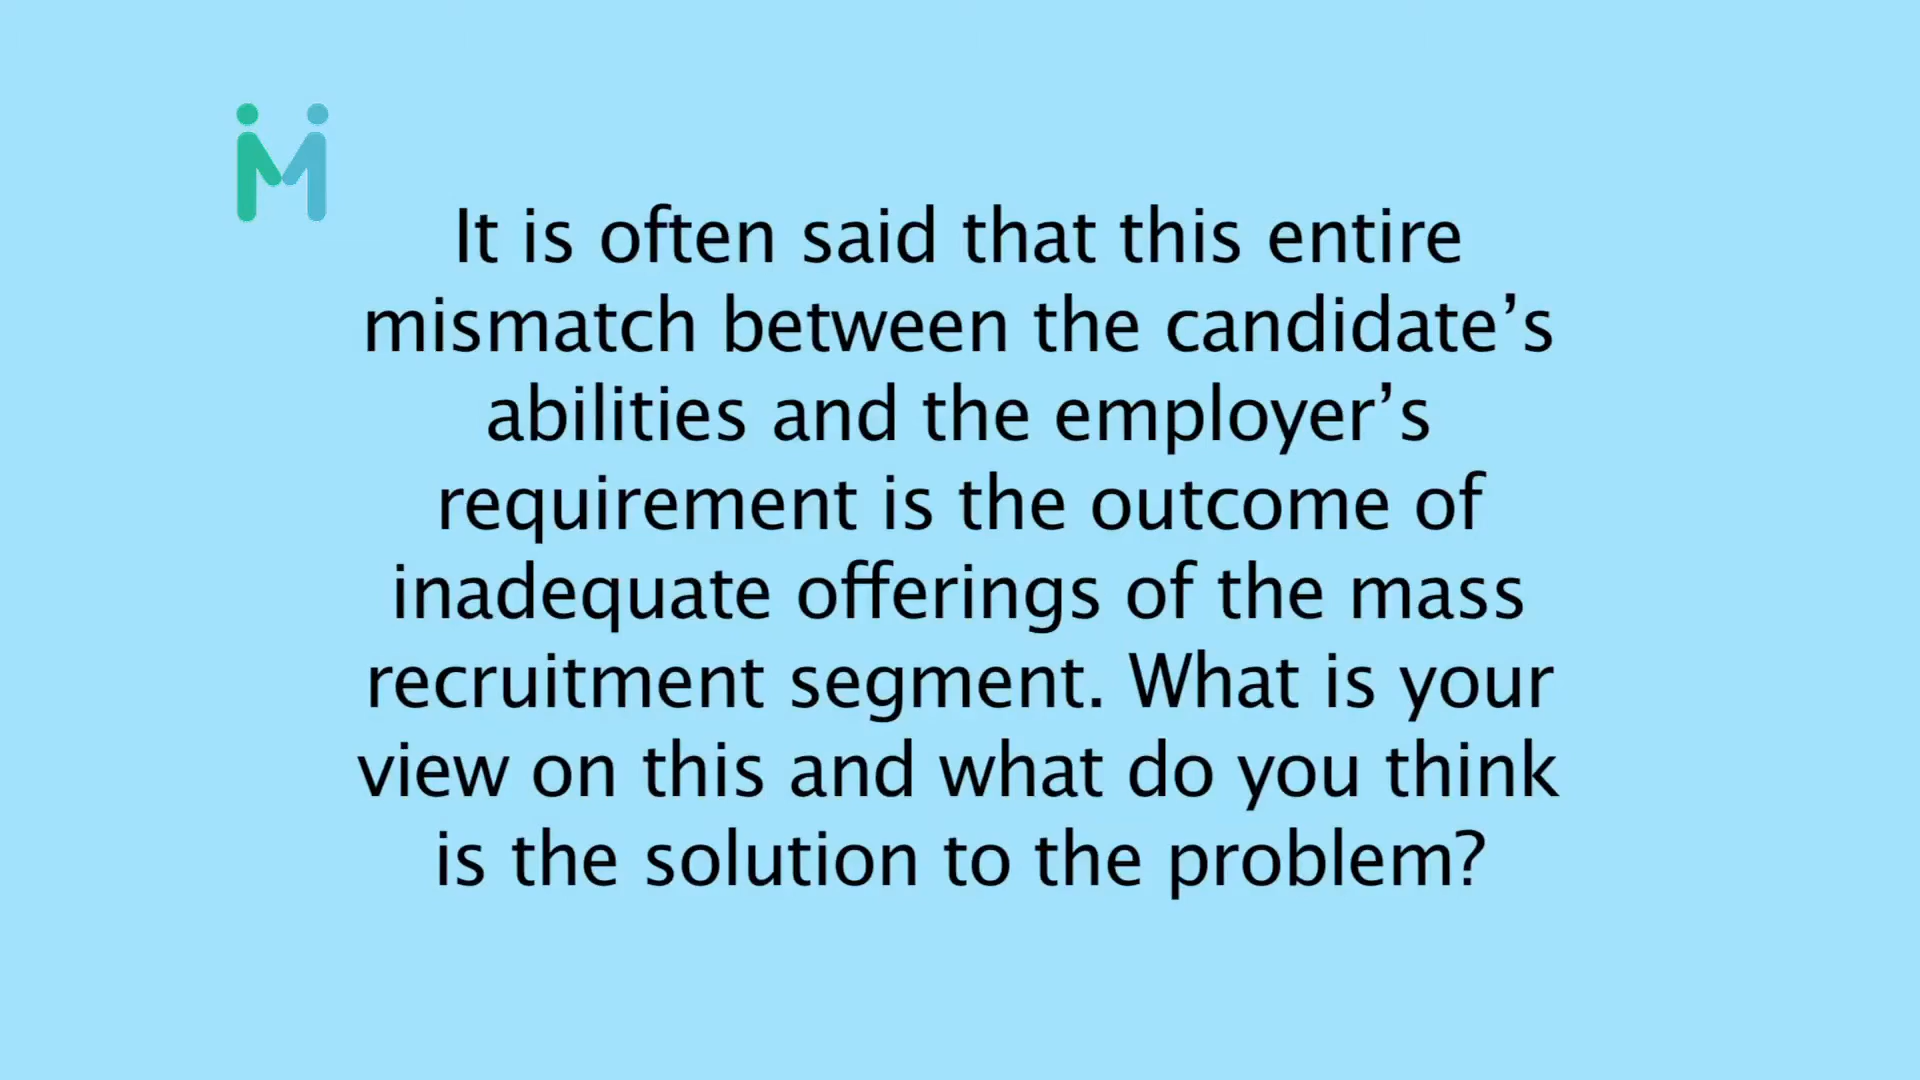 It is often said that this entire
mismatch between the candidate’s
abilities and the employer’s
requirement is the outcome of
inadequate offerings of the mass
recruitment segment. What is your
view on this and what do you think
is the solution to the problem?